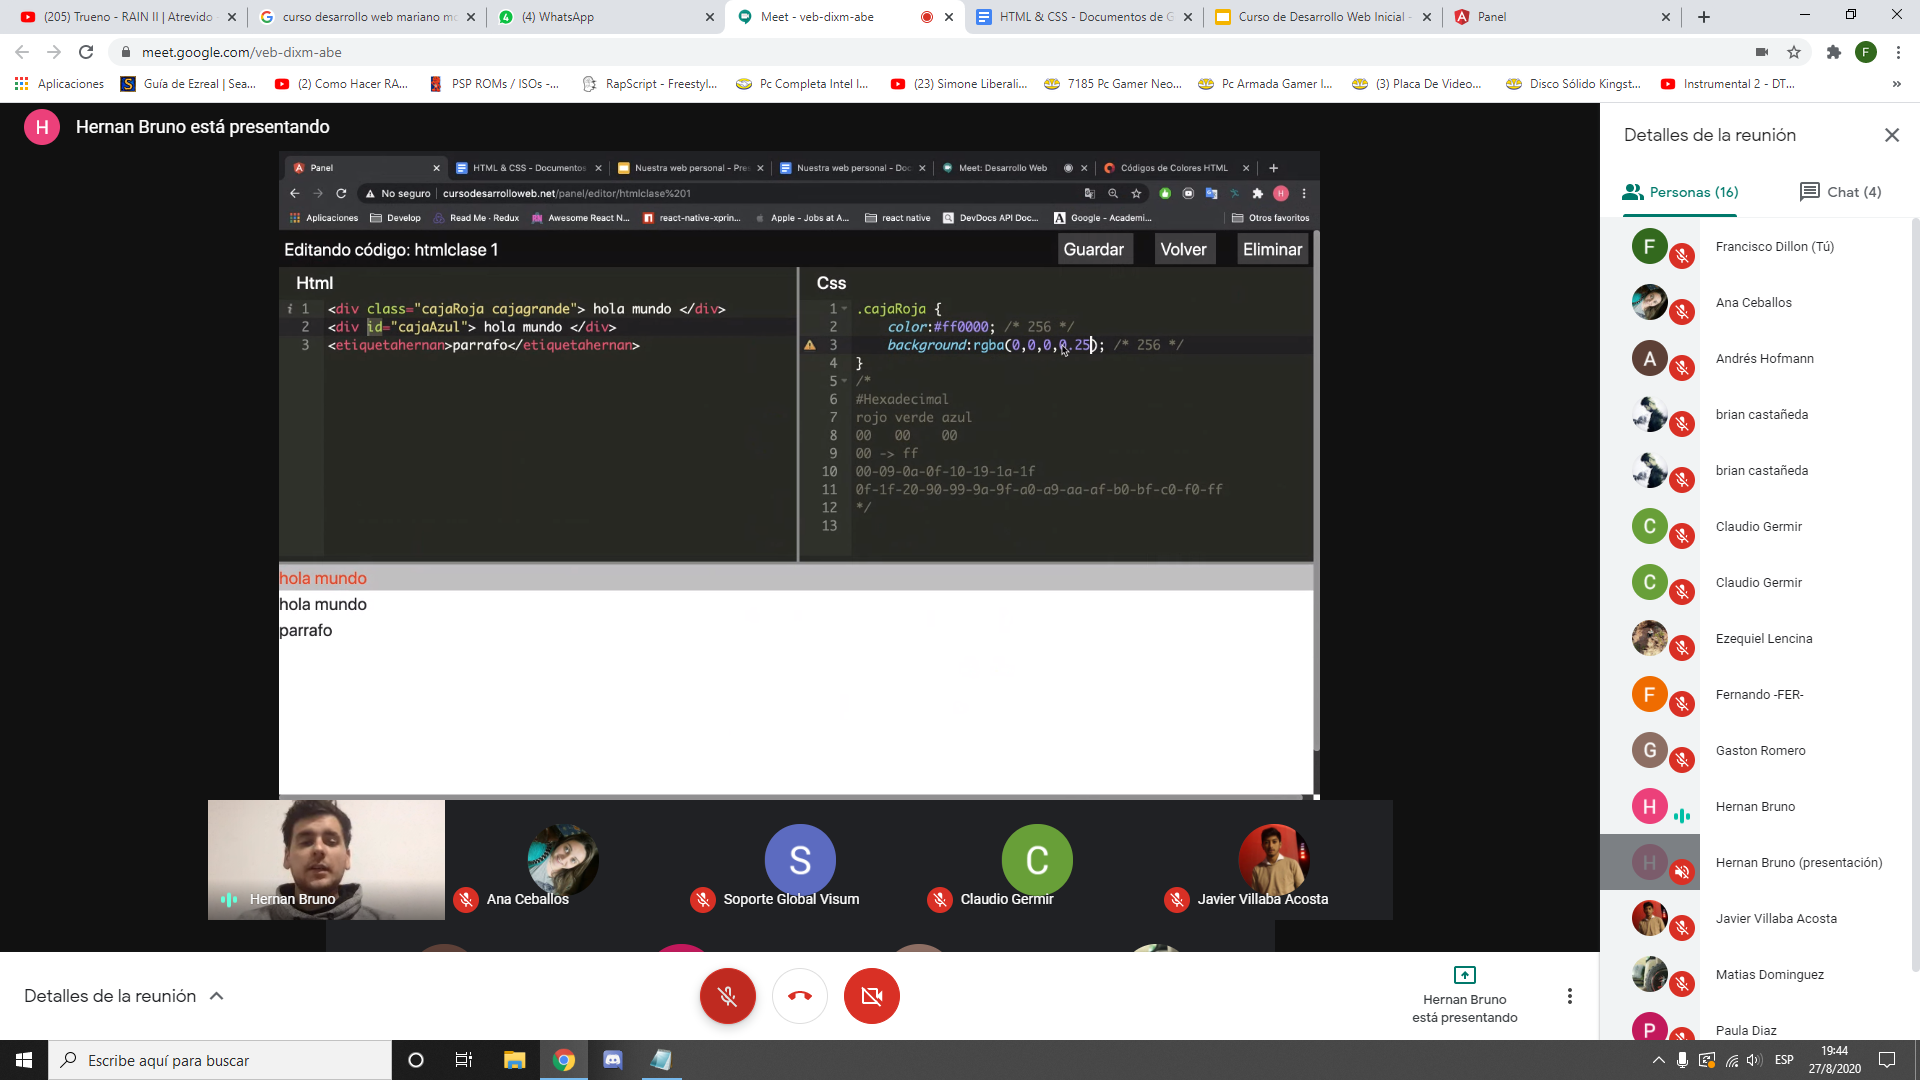 (205) Trueno - RAIN II | Atrevido
curso desarrollo web mariano mo
(4) WhatsApp
Meet - veb-dixm-abe
HTML & CSS - Documentos de G
Curso de Desarrollo Web Inicial -
Panel
meet.google.com/veb-dixm-abe
F
Aplicaciones
Guía de Ezreal | Sea...
(2) Como Hacer RA...
PSP ROMs / ISOs -...
RapScript - Freestyl...
Pc Completa Intel I...
(23) Simone Liberali...
7185 Pc Gamer Neo...
Pc Armada Gamer I...
(3) Placa De Video...
Disco Sólido Kingst...
Instrumental 2 - DT...
»
H
Hernan Bruno está presentando
Panel
HTML & CSS - Documentos
Nuestra web personal - Pres
Nuestra web personal - Doc
Meet: Desarrollo Web
Códigos de Colores HTML
No seguro
cursodesarrolloweb.net/panel/editor/htmlclase%201
H
Aplicaciones
Develop
Read Me · Redux
Awesome React N...
react-native-xprin...
Apple - Jobs at A...
react native
DevDocs API Doc...
Google - Academi...
Otros favoritos
Editando código: htmlclase 1
Guardar
Volver
Eliminar
Html
i 1 <div class="cajaRoja cajagrande"> hola mundo </div>
2 <div id="cajaAzul"> hola mundo </div>
3 <etiquetahernan>parrafo</etiquetahernan>
Css
1 .cajaRoja {
2 color:#ff0000; /* 256 */
3 background:rgba(0,0,0,0.25); /* 256 */
4 }
5 /*
6 #Hexadecimal
7 rojo verde azul
8 00 00 00
9 00 -> ff
10 00-09-0a-0f-10-19-1a-1f
11 0f-1f-20-90-99-9a-9f-a0-a9-aa-af-b0-bf-c0-f0-ff
12 */
13
hola mundo
hola mundo
parrafo
Hernan Bruno
Ana Ceballos
S
Soporte Global Visum
C
Claudio Germir
Javier Villaba Acosta
Detalles de la reunión
Personas (16)
Chat (4)
F
Francisco Dillon (Tú)
Ana Ceballos
A
Andrés Hofmann
brian castañeda
brian castañeda
C
Claudio Germir
C
Claudio Germir
Ezequiel Lencina
F
Fernando -FER-
G
Gaston Romero
H
Hernan Bruno
H
Hernan Bruno (presentación)
Javier Villaba Acosta
Matias Dominguez
P
Paula Diaz
Detalles de la reunión
Hernan Bruno
está presentando
Escribe aquí para buscar
ESP
19:44
27/8/2020